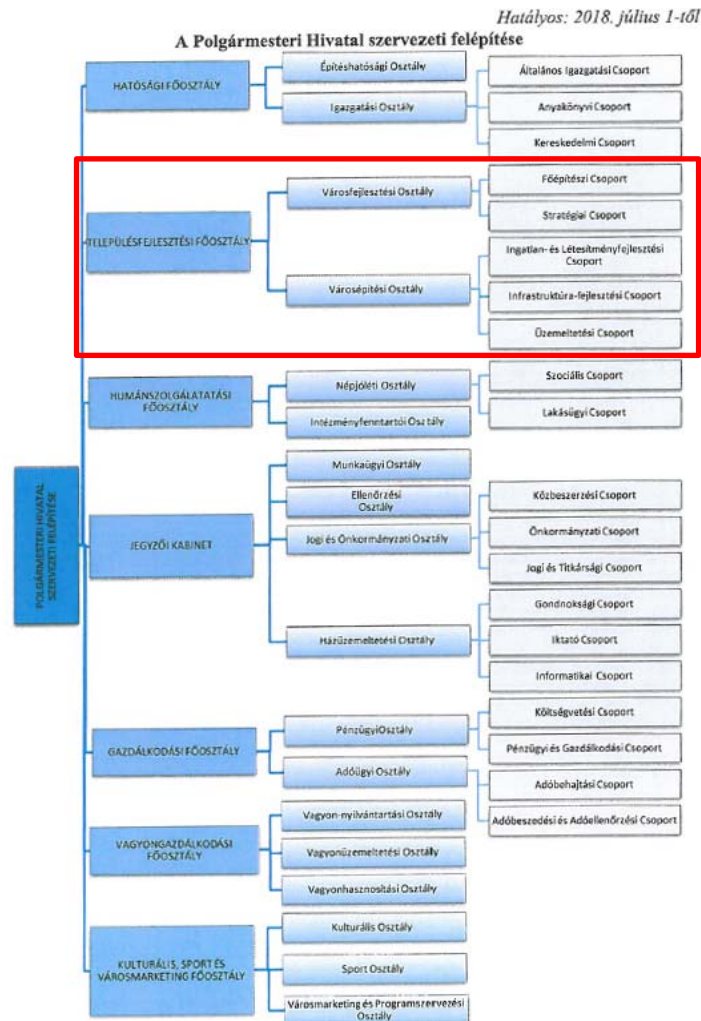 Hatályos: 2018. július 1-től
A Polgármesteri Hivatal szervezeti felépítése
POLGÁRMESTERI HIVATAL
SZERVEZETI FELÉPÍTÉSE
HATÓSÁGI FŐOSZTÁLY
Építéshatósági Osztály
Igazgatási Osztály
Általános Igazgatási Csoport
Anyakönyvi Csoport
Kereskedelmi Csoport
TELEPÜLÉSFEJLESZTÉSI FŐOSZTÁLY
Városfejlesztési Osztály
Főépítészi Csoport
Stratégiai Csoport
Városépítési Osztály
Ingatlan- és Létesítményfejlesztési
Csoport
Infrastruktúra-fejlesztési Csoport
Üzemeltetési Csoport
HUMÁNSZOLGÁLATATÁSI
FŐOSZTÁLY
Népjóléti Osztály
Szociális Csoport
Lakásügyi Csoport
Intézményfenntartói Osztály
JEGYZŐI KABINET
Munkaügyi Osztály
Ellenőrzési
Osztály
Jogi és Önkormányzati Osztály
Közbeszerzési Csoport
Önkormányzati Csoport
Jogi és Titkársági Csoport
Házüzemeltetési Osztály
Gondnoksági Csoport
Iktató Csoport
Informatikai Csoport
GAZDÁLKODÁSI FŐOSZTÁLY
PénzügyiOsztály
Költségvetési Csoport
Pénzügyi és Gazdálkodási Csoport
Adóügyi Osztály
Adóbehajtási Csoport
Adóbeszedési és Adóellenőrzési Csoport
VAGYONGAZDÁLKODÁSI
FŐOSZTÁLY
Vagyon-nyilvántartási Osztály
Vagyonüzemeltetési Osztály
Vagyonhasznosítási Osztály
KULTURÁLIS, SPORT ÉS
VÁROSMARKETING FŐOSZTÁLY
Kulturális Osztály
Sport Osztály
Városmarketing és Programszervezési
Osztály